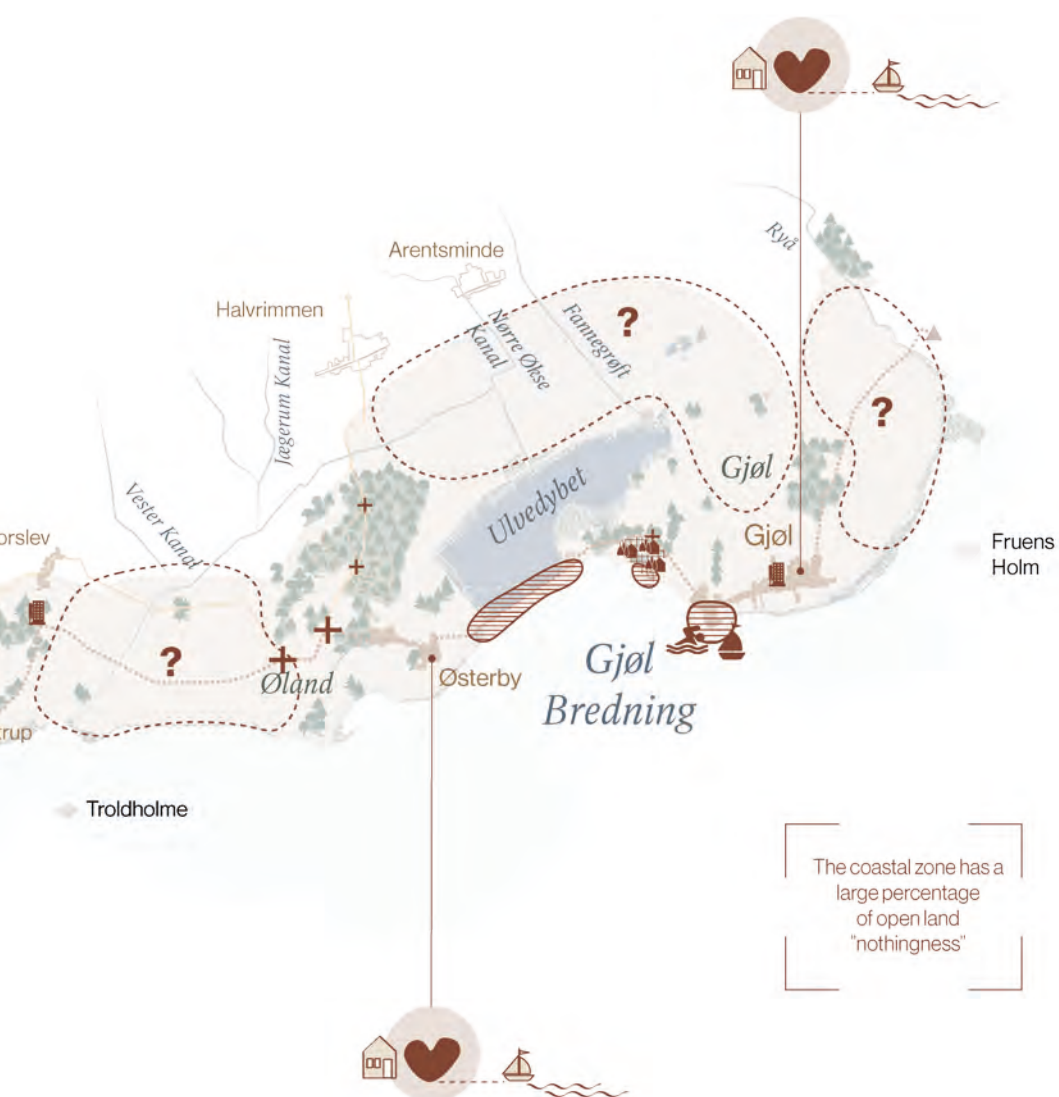 Ryå
Arentsminde
Halvrimmen
Nørre Økse
Kanal
Fannegrøft
?
Jægerum Kanal
?
Gjøl
Vester Kanal
Ulvedybet
orslev
Gjøl
Fruens
Holm
?
Øland
Østerby
Gjøl
Bredning
trup
Troldholme
The coastal zone has a
large percentage
of open land
"nothingness"